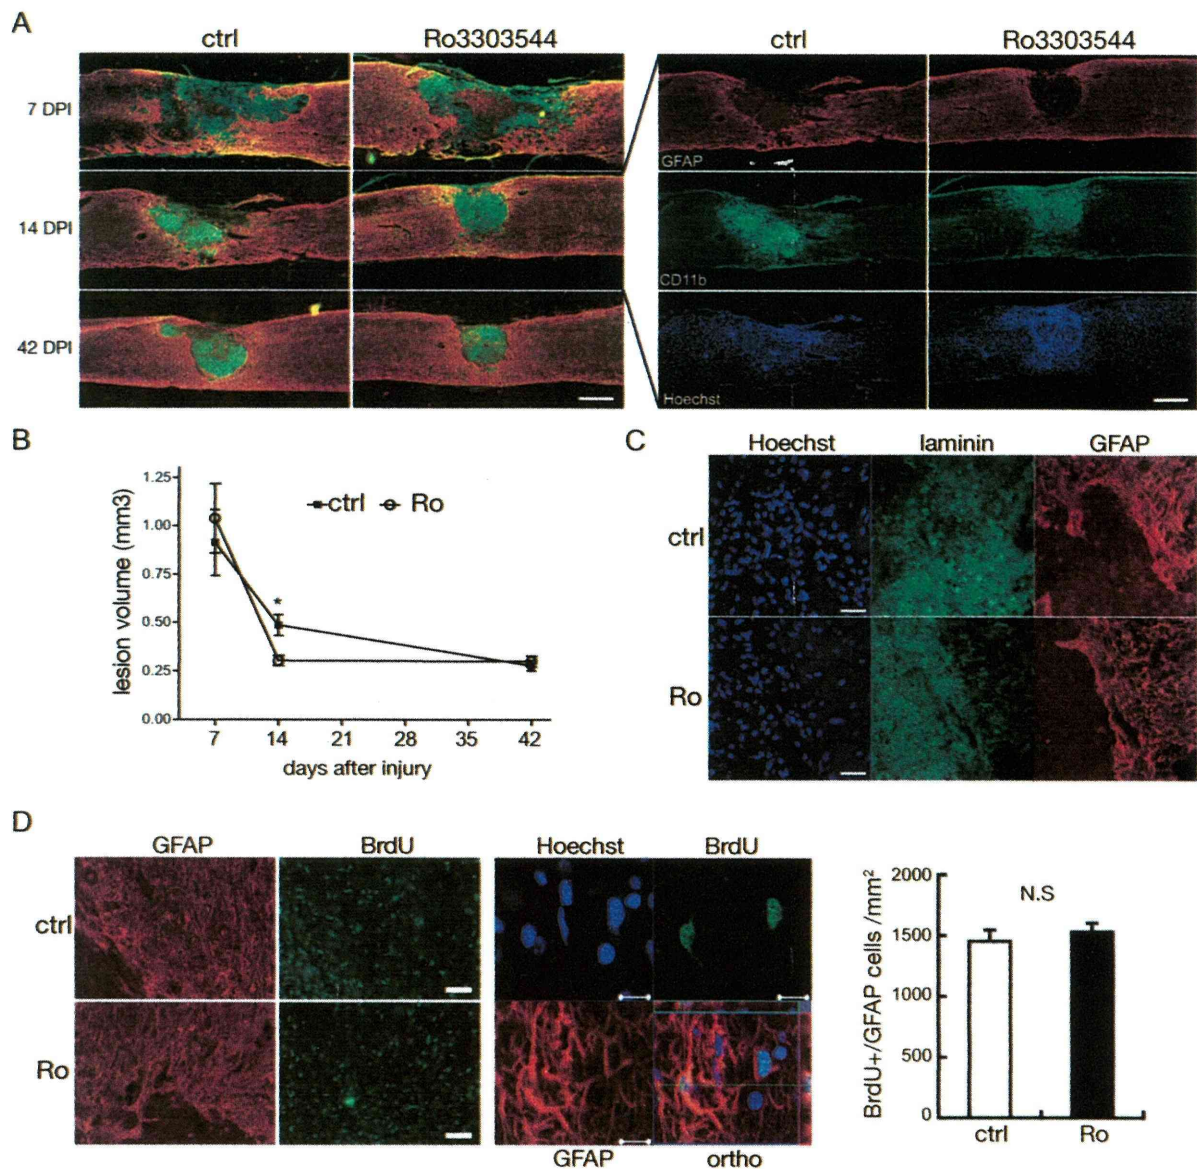 A
ctrl Ro3303544 ctrl Ro3303544
7 DPI
GFAP
14 DPI
CD11b
42 DPI
Hoechst
B
lesion volume (mm3)
1.25
1.00
0.75
0.50
0.25
0.00
ctrl Ro
*
7 14 21 28 35 42
days after injury
C
Hoechst laminin GFAP
ctrl
Ro
D
GFAP BrdU Hoechst BrdU
ctrl
Ro
GFAP ortho
BrdU+/GFAP cells /mm²
2000
1500
1000
500
0
N.S
ctrl Ro